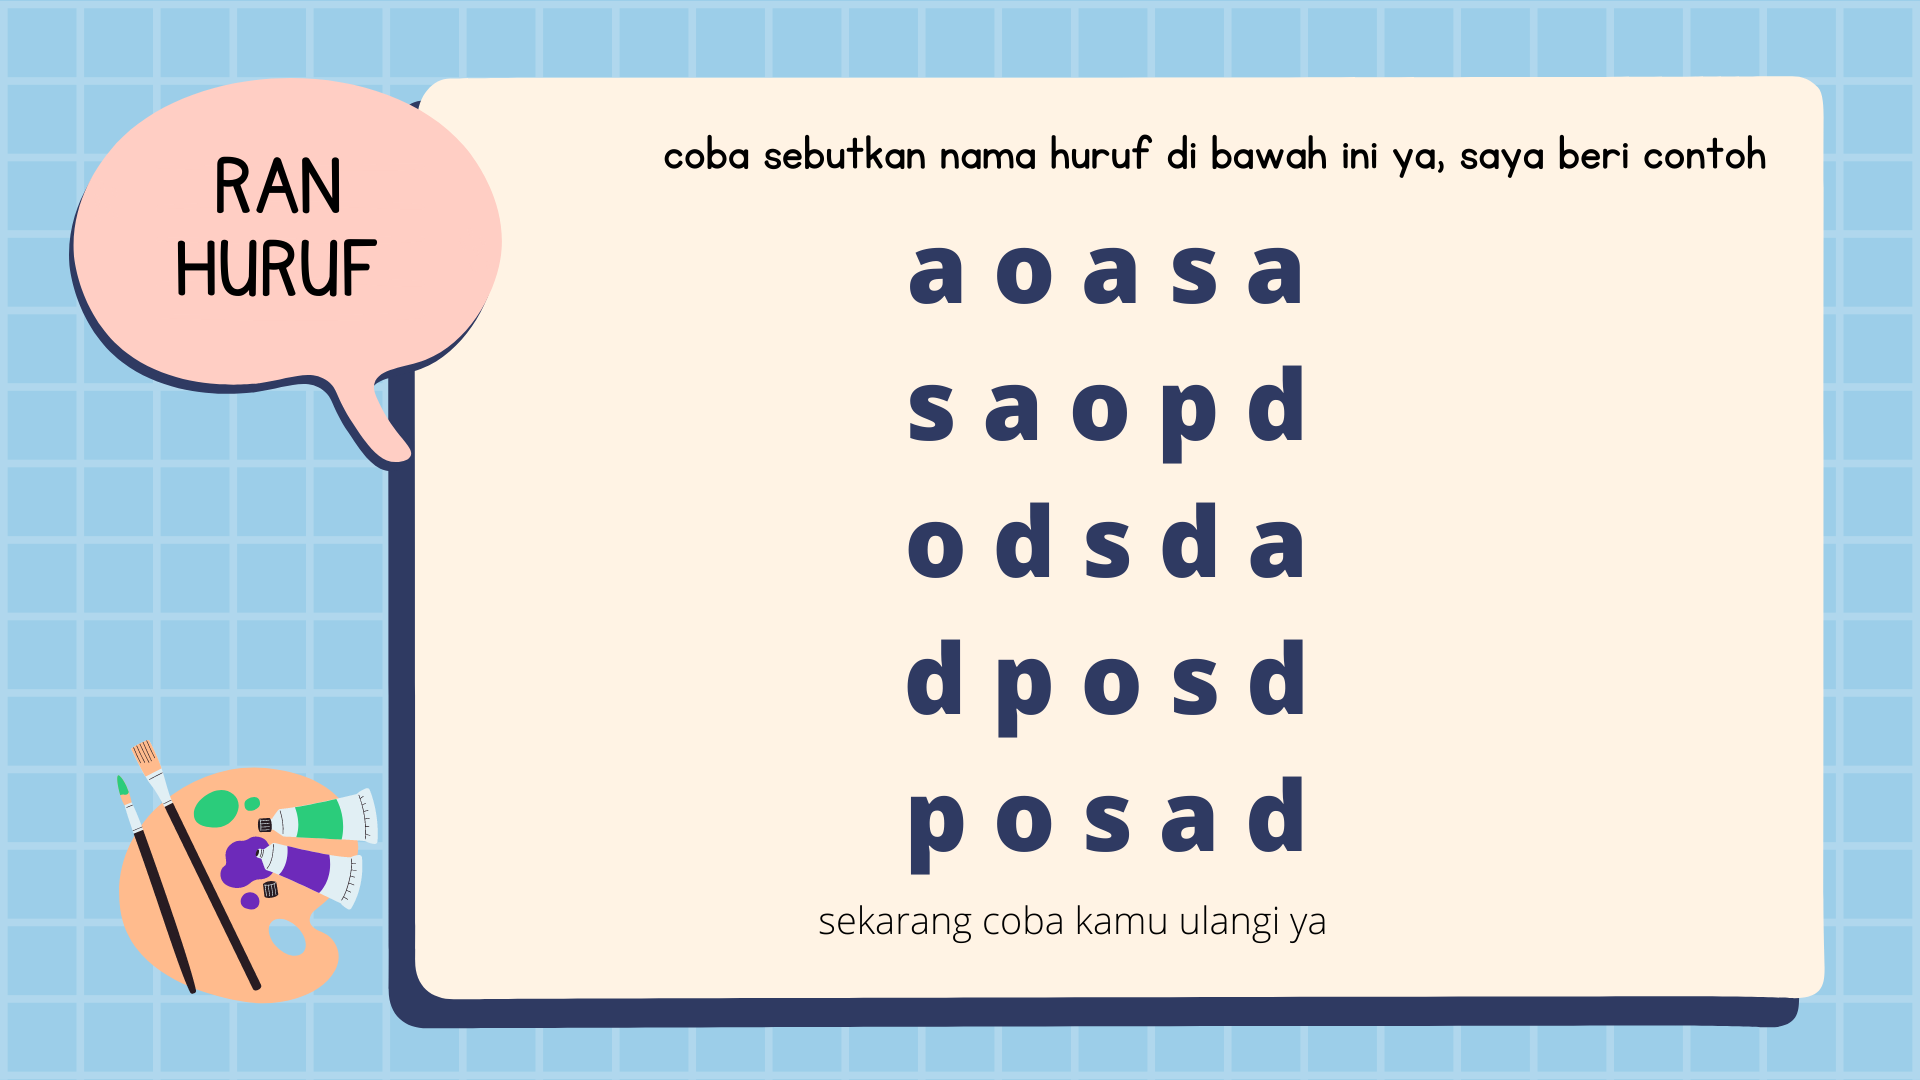 RAN
HURUF
coba sebutkan nama huruf di bawah ini ya, saya beri contoh
a o a s a
s a o p d
o d s d a
d p o s d
p o s a d
sekarang coba kamu ulangi ya